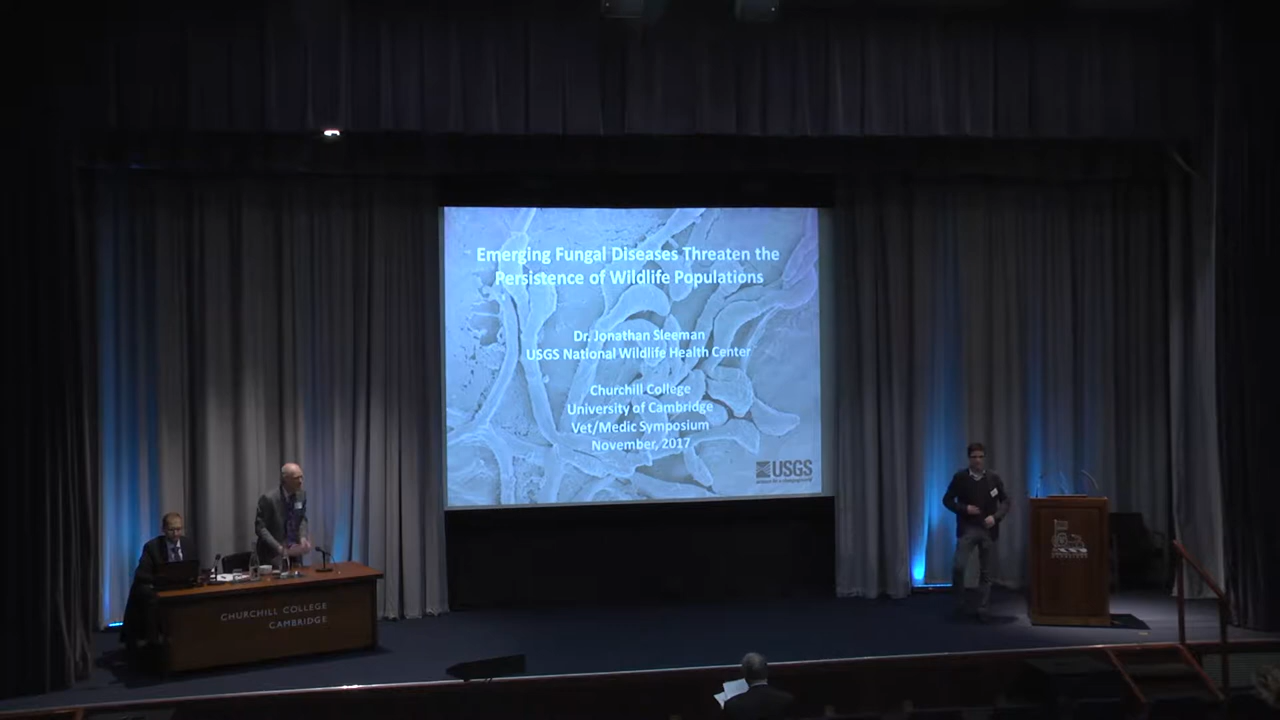 Emerging Fungal Diseases Threaten the
Persistence of Wildlife Populations
Dr. Jonathan Sleeman
USGS National Wildlife Health Center
Churchill College
University of Cambridge
Vet/Medic Symposium
November, 2017
USGS
CHURCHILL COLLEGE
CAMBRIDGE